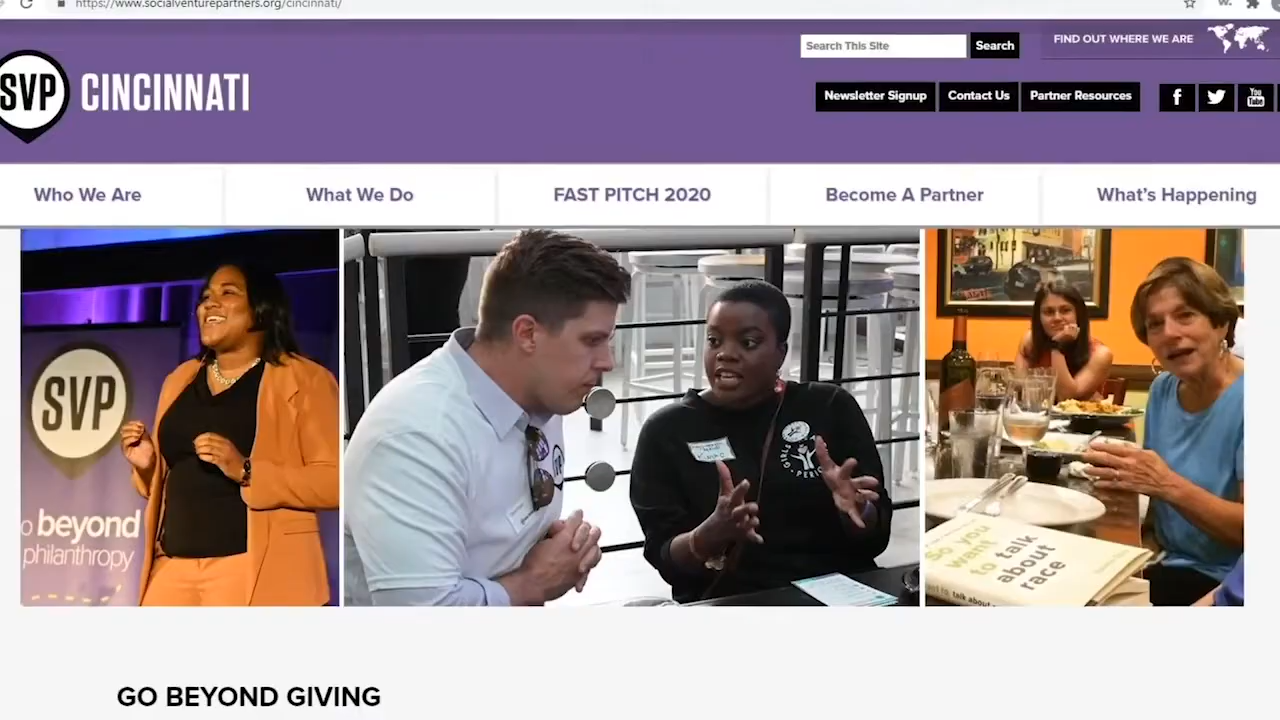 https://www.socialventurepartners.org/cincinnati/
Search This Site
Search
FIND OUT WHERE WE ARE
SVP CINCINNATI
Newsletter Signup
Contact Us
Partner Resources
f
You
Tube
Who We Are
What We Do
FAST PITCH 2020
Become A Partner
What's Happening
SVP
beyond
philanthropy
So you
want
to talk
about
race
GO BEYOND GIVING